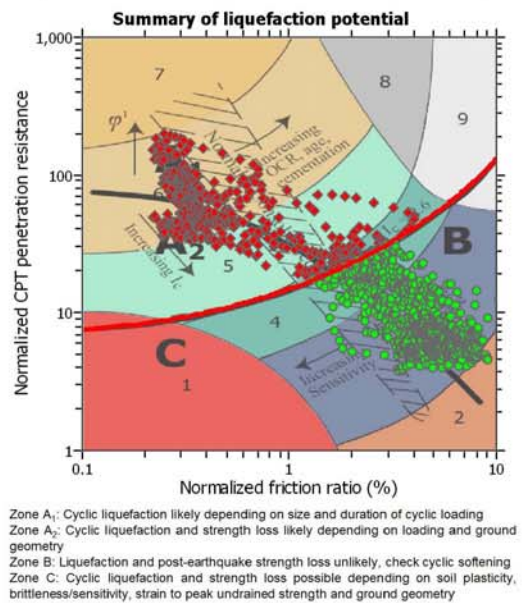 Summary of liquefaction potential
1,000
7
8
9
φ'
Increasing
OCR, age,
cementation
100
6
A2
Increasing Ic
5
B
Normalized CPT penetration resistance
10
4
C
1
Increasing
Sensitivity
2
1
0.1
1
10
Normalized friction ratio (%)
Zone A1: Cyclic liquefaction likely depending on size and duration of cyclic loading
Zone A2: Cyclic liquefaction and strength loss likely depending on loading and ground
geometry
Zone B: Liquefaction and post-earthquake strength loss unlikely, check cyclic softening
Zone C: Cyclic liquefaction and strength loss possible depending on soil plasticity,
brittleness/sensitivity, strain to peak undrained strength and ground geometry